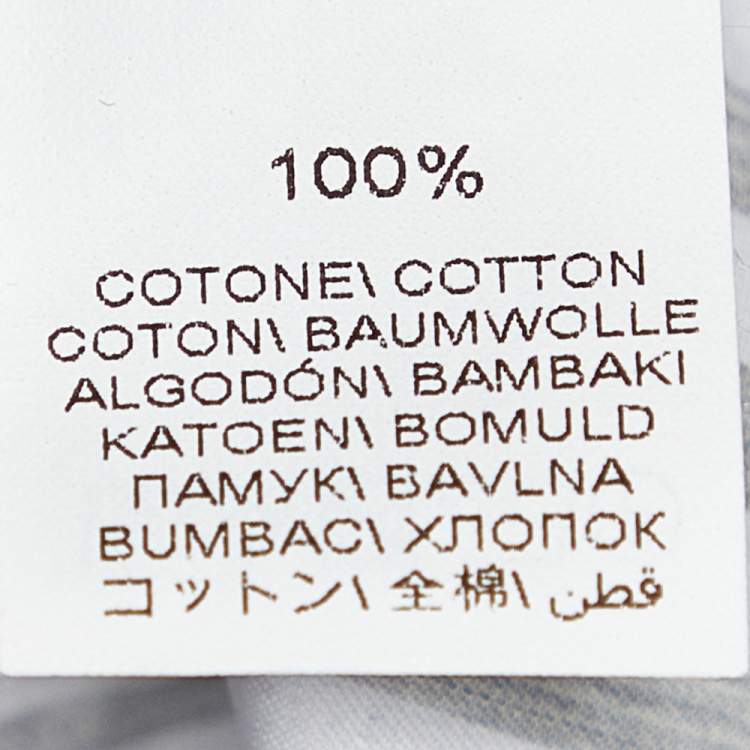 100%
COTONE\ COTTON
COTON\ BAUMWOLLE
ALGODÓN\ BAMBAKI
KATOEN\ BOMULD
ПАМУК\ BAVLNA
BUMBAC\ ХЛОПОК
コットン\ 全棉\ قطن